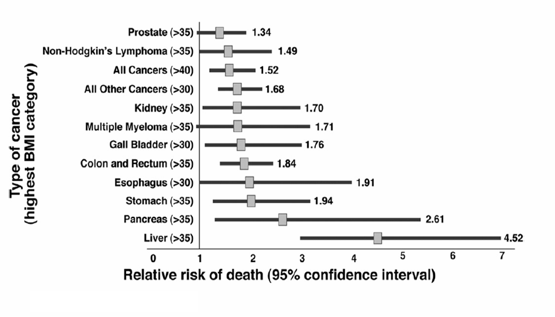 Type of cancer
(highest BMI category)
Prostate (>35) 1.34
Non-Hodgkin's Lymphoma (>35) 1.49
All Cancers (>40) 1.52
All Other Cancers (>30) 1.68
Kidney (>35) 1.70
Multiple Myeloma (>35) 1.71
Gall Bladder (>30) 1.76
Colon and Rectum (>35) 1.84
Esophagus (>30) 1.91
Stomach (>35) 1.94
Pancreas (>35) 2.61
Liver (>35) 4.52
0 1 2 3 4 5 6 7
Relative risk of death (95% confidence interval)